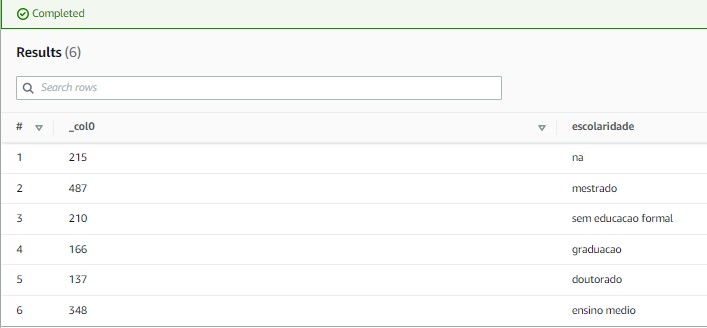 Completed
Results (6)
Search rows
# _col0 escolaridade
1 215 na
2 487 mestrado
3 210 sem educacao formal
4 166 graduacao
5 137 doutorado
6 348 ensino medio